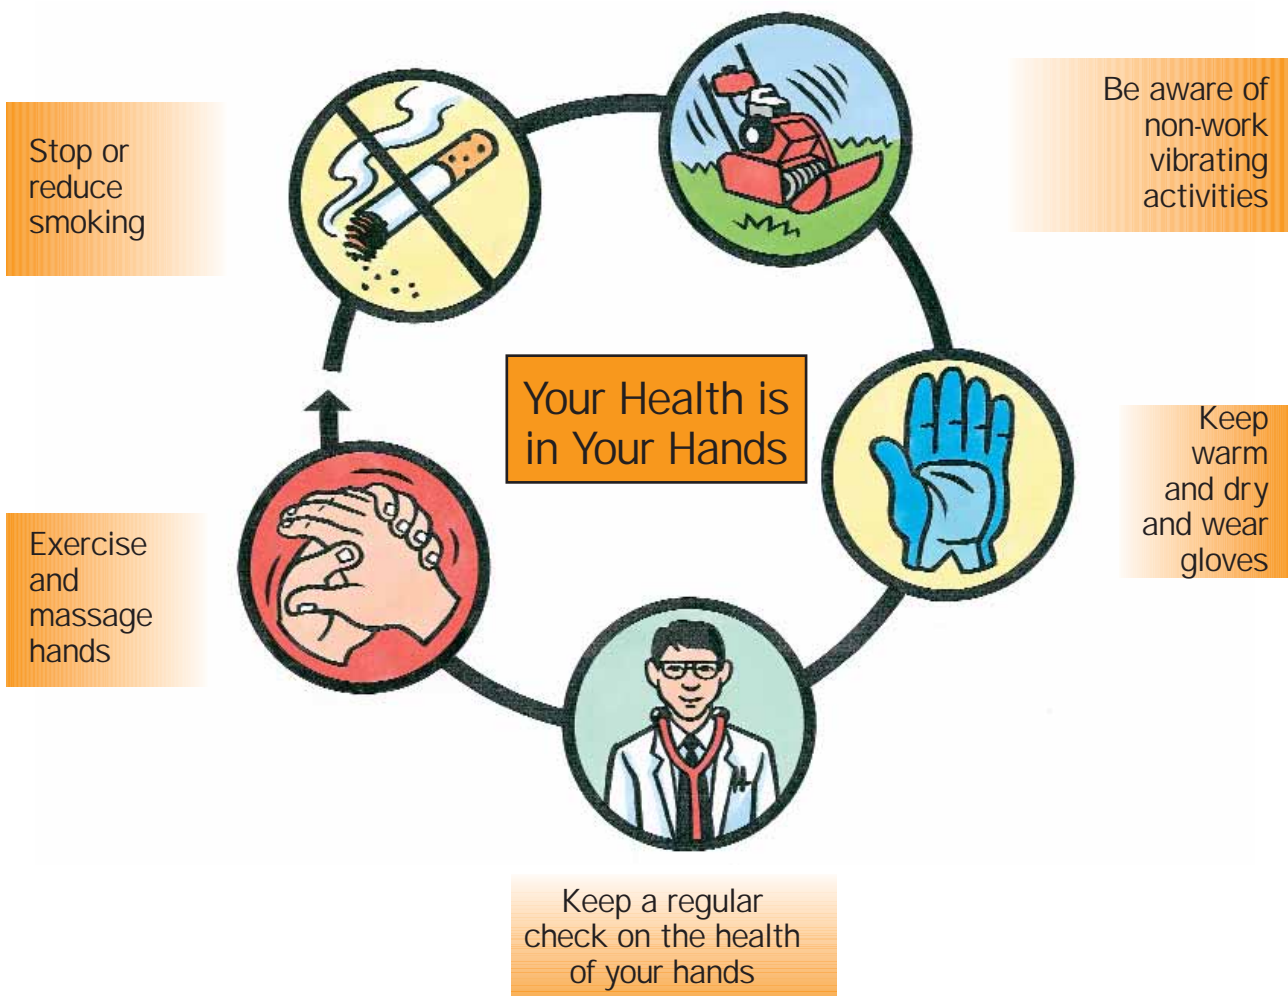 Stop or
reduce
smoking
Be aware of
non-work
vibrating
activities
Your Health is
in Your Hands
Keep
warm
and dry
and wear
gloves
Exercise
and
massage
hands
Keep a regular
check on the health
of your hands